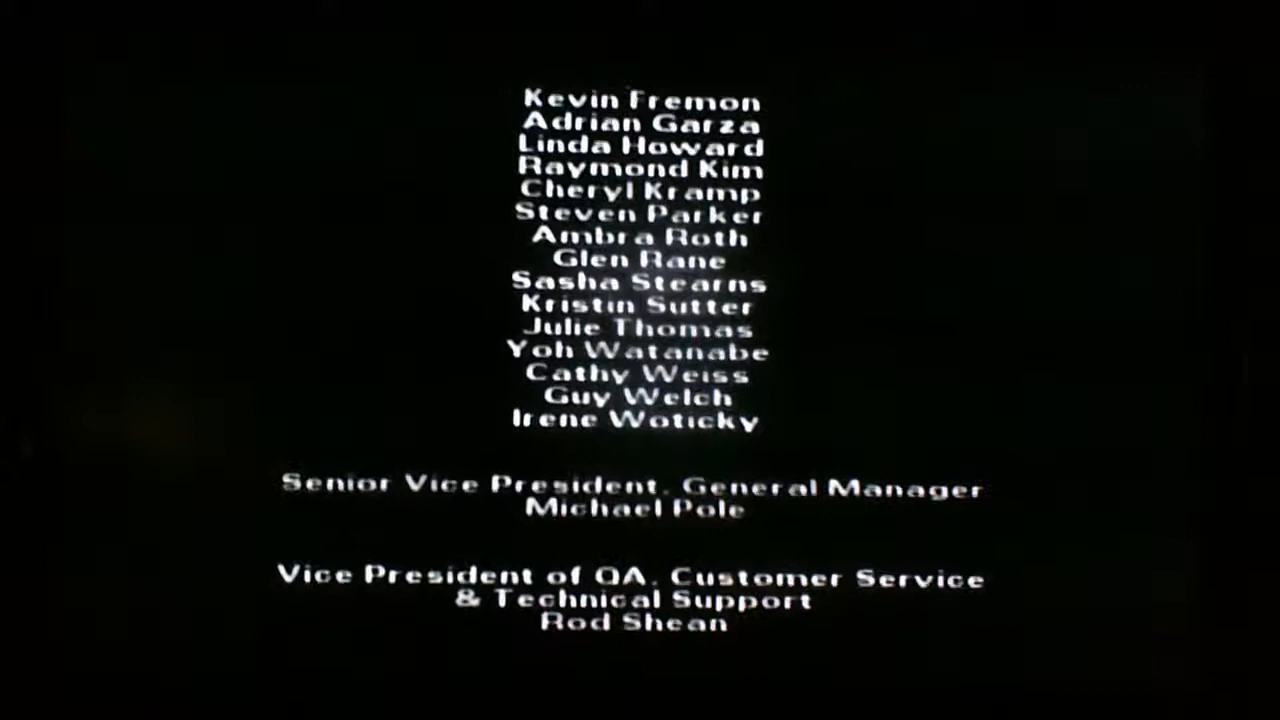 Kevin Fremon
Adrian Garza
Linda Howard
Raymond Kim
Cheryl Kramp
Steven Parker
Ambra Roth
Glen Rane
Sasha Stearns
Kristin Sutter
Julie Thomas
Yoh Watanabe
Cathy Weiss
Guy Welch
Irene Woticky
Senior Vice President, General Manager
Michael Pole
Vice President of QA, Customer Service
& Technical Support
Rod Shean